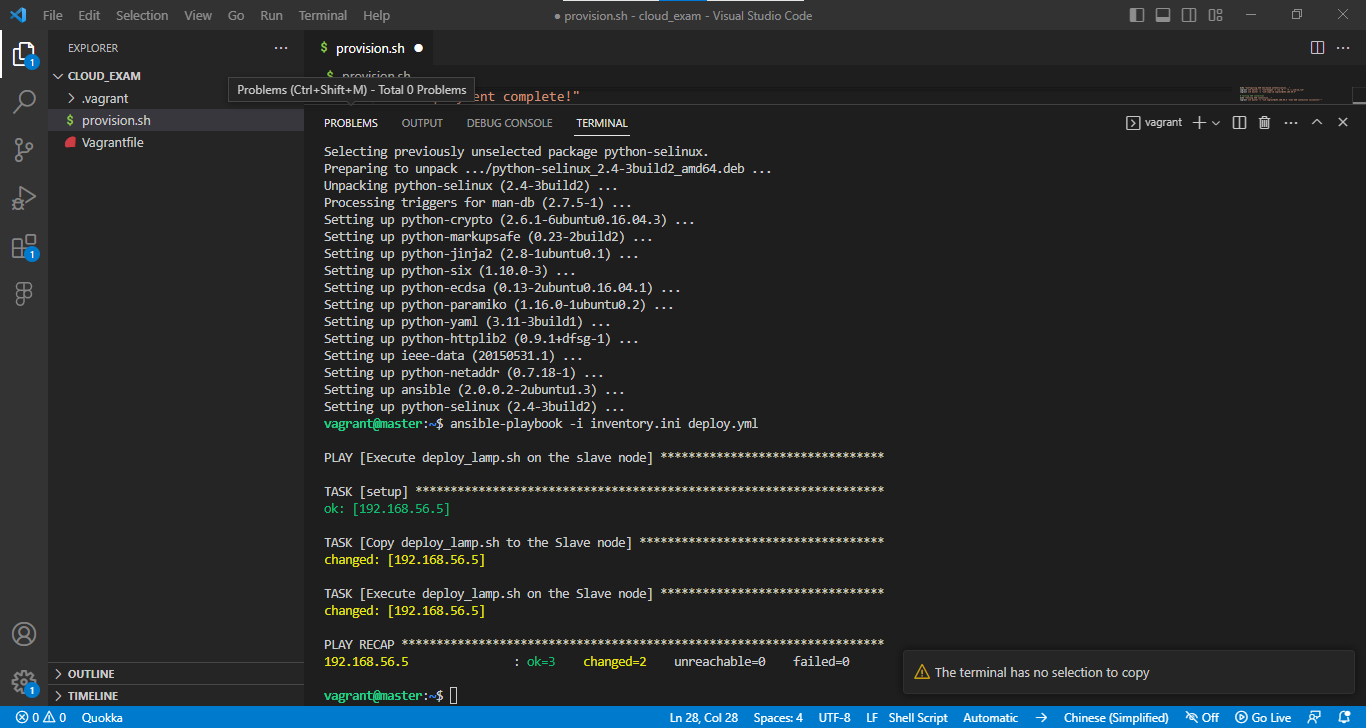 File Edit Selection View Go Run Terminal Help
● provision.sh - cloud_exam - Visual Studio Code
EXPLORER
CLOUD_EXAM
.vagrant
$ provision.sh
Vagrantfile
OUTLINE
TIMELINE
1
1
1
$ provision.sh ●
$ provision.sh
Problems (Ctrl+Shift+M) - Total 0 Problems
complete!"
PROBLEMS OUTPUT DEBUG CONSOLE TERMINAL
vagrant
Selecting previously unselected package python-selinux.
Preparing to unpack .../python-selinux_2.4-3build2_amd64.deb ...
Unpacking python-selinux (2.4-3build2) ...
Processing triggers for man-db (2.7.5-1) ...
Setting up python-crypto (2.6.1-6ubuntu0.16.04.3) ...
Setting up python-markupsafe (0.23-2build2) ...
Setting up python-jinja2 (2.8-1ubuntu0.1) ...
Setting up python-six (1.10.0-3) ...
Setting up python-ecdsa (0.13-2ubuntu0.16.04.1) ...
Setting up python-paramiko (1.16.0-1ubuntu0.2) ...
Setting up python-yaml (3.11-3build1) ...
Setting up python-httplib2 (0.9.1+dfsg-1) ...
Setting up ieee-data (20150531.1) ...
Setting up python-netaddr (0.7.18-1) ...
Setting up ansible (2.0.0.2-2ubuntu1.3) ...
Setting up python-selinux (2.4-3build2) ...
vagrant@master:~$ ansible-playbook -i inventory.ini deploy.yml
PLAY [Execute deploy_lamp.sh on the slave node] ********************************
TASK [setup] *******************************************************************
ok: [192.168.56.5]
TASK [Copy deploy_lamp.sh to the Slave node] ***********************************
changed: [192.168.56.5]
TASK [Execute deploy_lamp.sh on the Slave node] ********************************
changed: [192.168.56.5]
PLAY RECAP *********************************************************************
192.168.56.5 : ok=3 changed=2 unreachable=0 failed=0
vagrant@master:~$
The terminal has no selection to copy
0 0 Quokka
Ln 28, Col 28 Spaces: 4 UTF-8 LF Shell Script Automatic Chinese (Simplified) Off Go Live